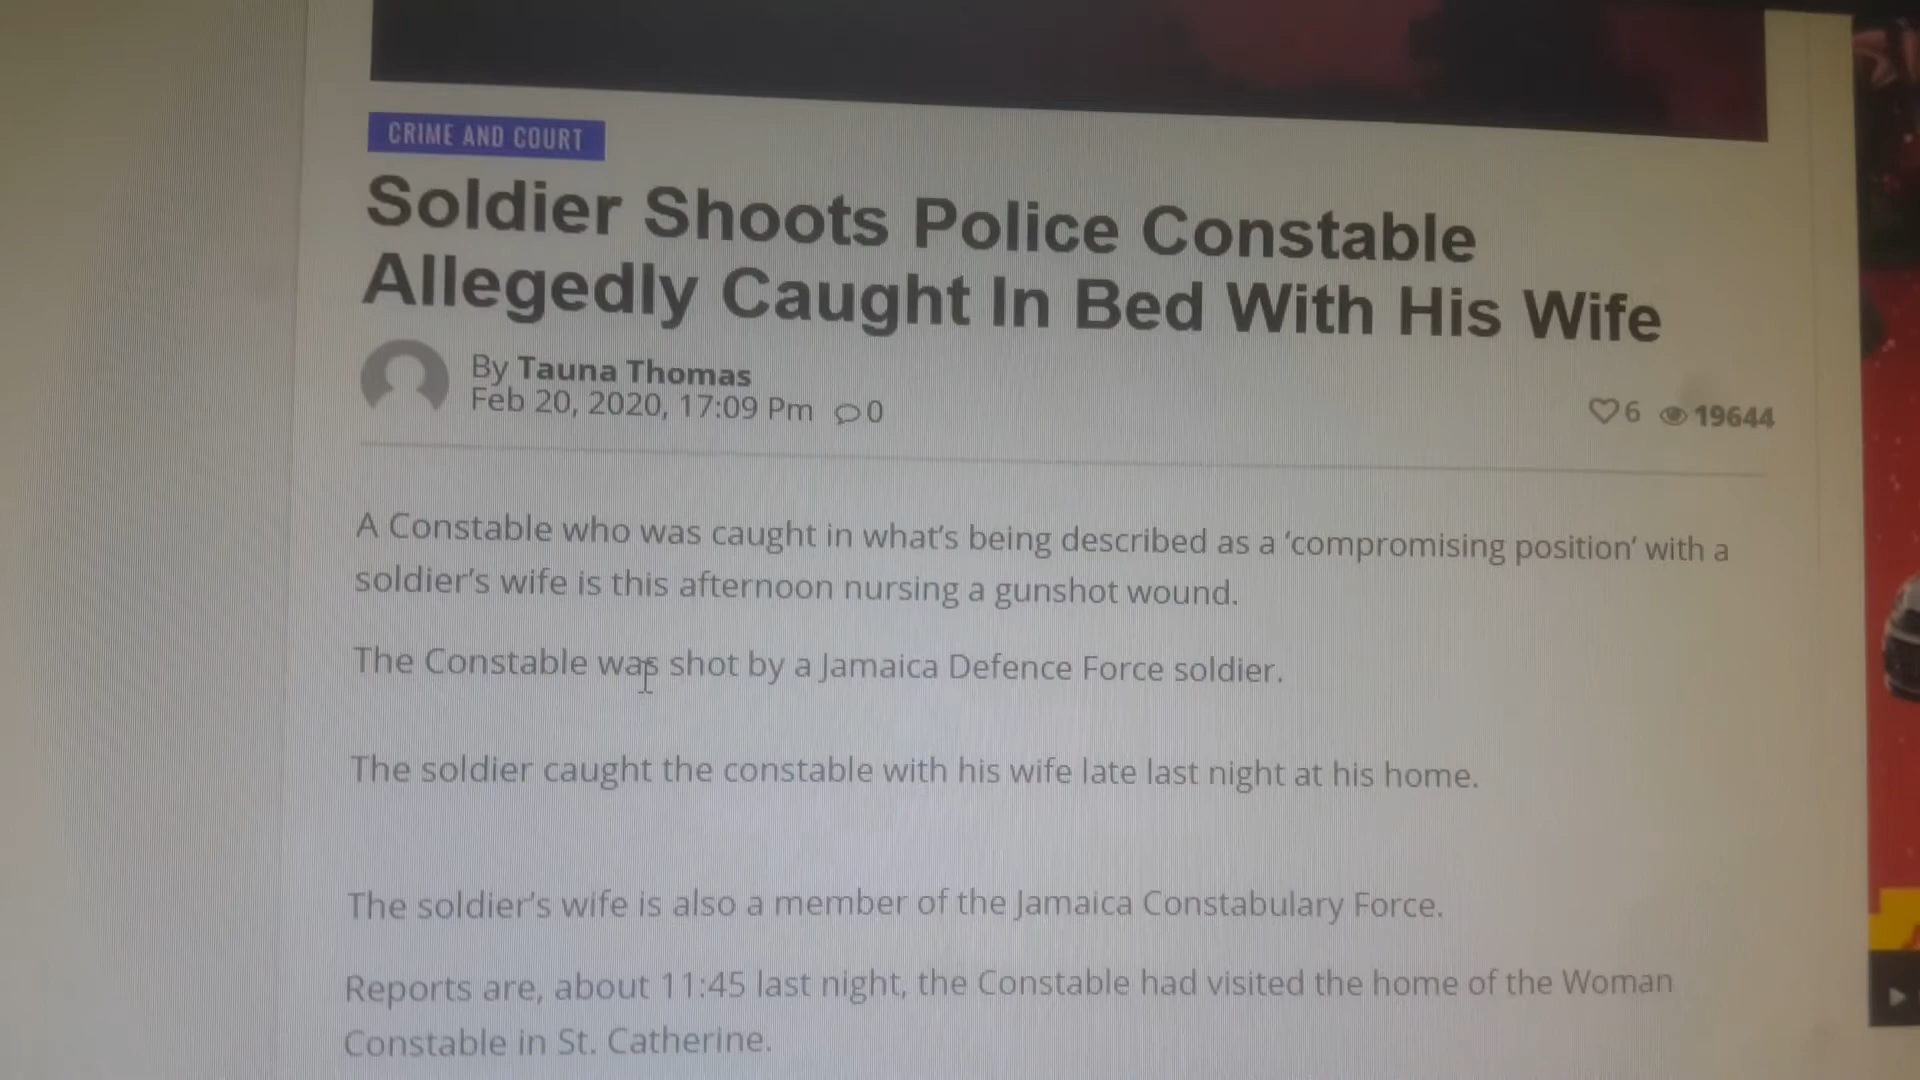 CRIME AND COURT
Soldier Shoots Police Constable
Allegedly Caught In Bed With His Wife
By Tauna Thomas
Feb 20, 2020, 17:09 Pm 0
6 19644
A Constable who was caught in what's being described as a 'compromising position' with a
soldier's wife is this afternoon nursing a gunshot wound.
The Constable was shot by a Jamaica Defence Force soldier.
The soldier caught the constable with his wife late last night at his home.
The soldier's wife is also a member of the Jamaica Constabulary Force.
Reports are, about 11:45 last night, the Constable had visited the home of the Woman
Constable in St. Catherine.